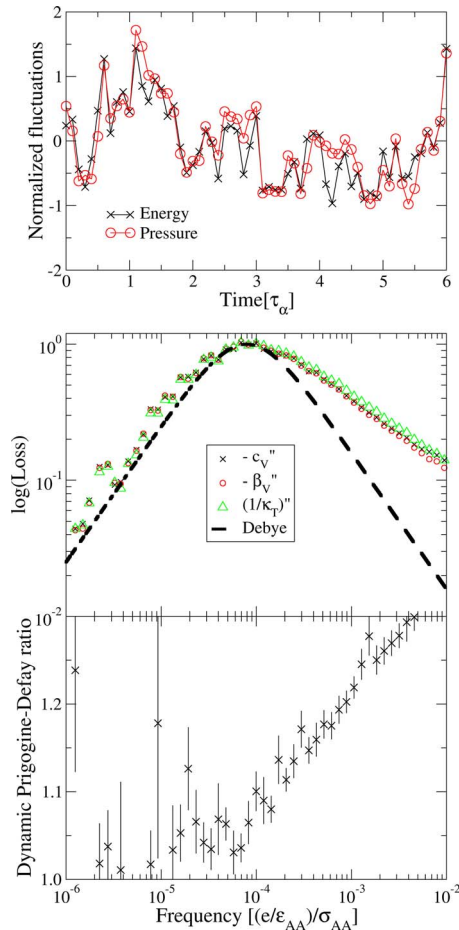 2
1
0
-1
-2
Normalized fluctuations
Energy
Pressure
0 1 2 3 4 5 6
Time[τα]
10^0
10^-1
10^-2
log(Loss)
- cV''
- βV''
(1/κT)''
Debye
1.2
1.1
1.0
Dynamic Prigogine-Defay ratio
10^-6 10^-5 10^-4 10^-3 10^-2
Frequency [(e/εAA)/σAA]